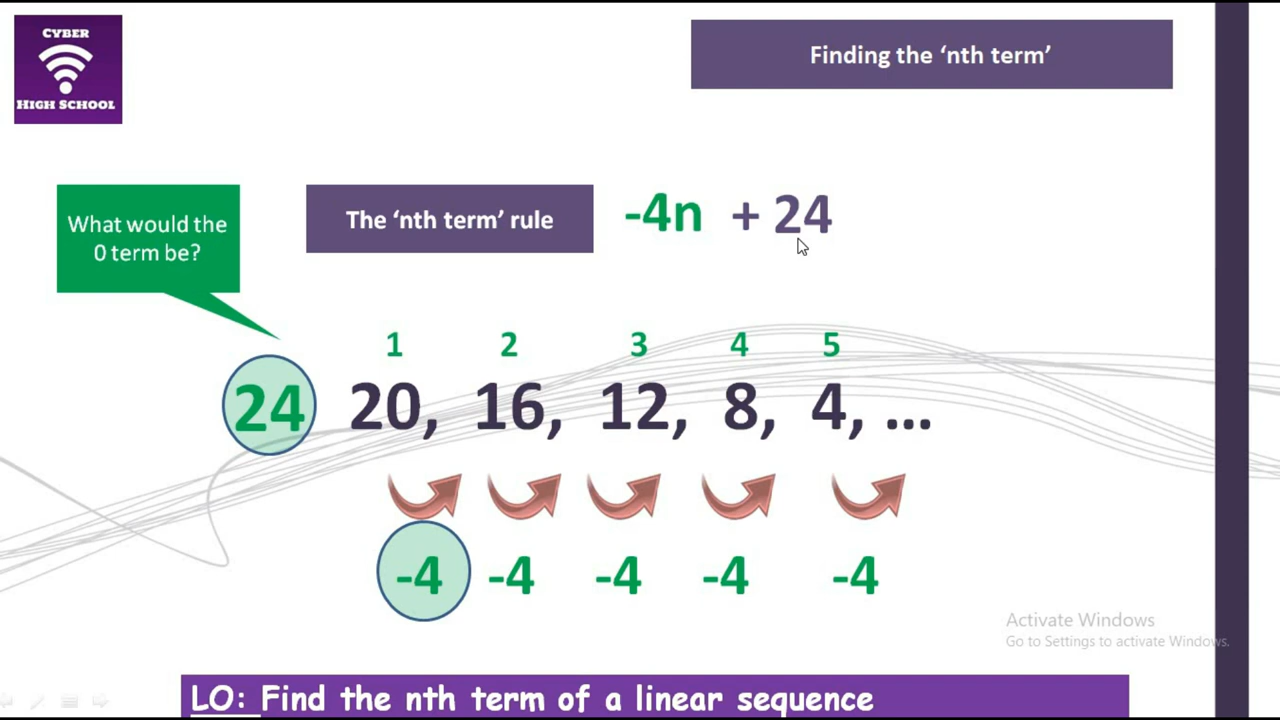 CYBER
HIGH SCHOOL
Finding the ‘nth term’
What would the
0 term be?
The ‘nth term’ rule
-4n + 24
1 2 3 4 5
24 20, 16, 12, 8, 4, ...
-4 -4 -4 -4 -4
Activate Windows
Go to Settings to activate Windows.
LO: Find the nth term of a linear sequence